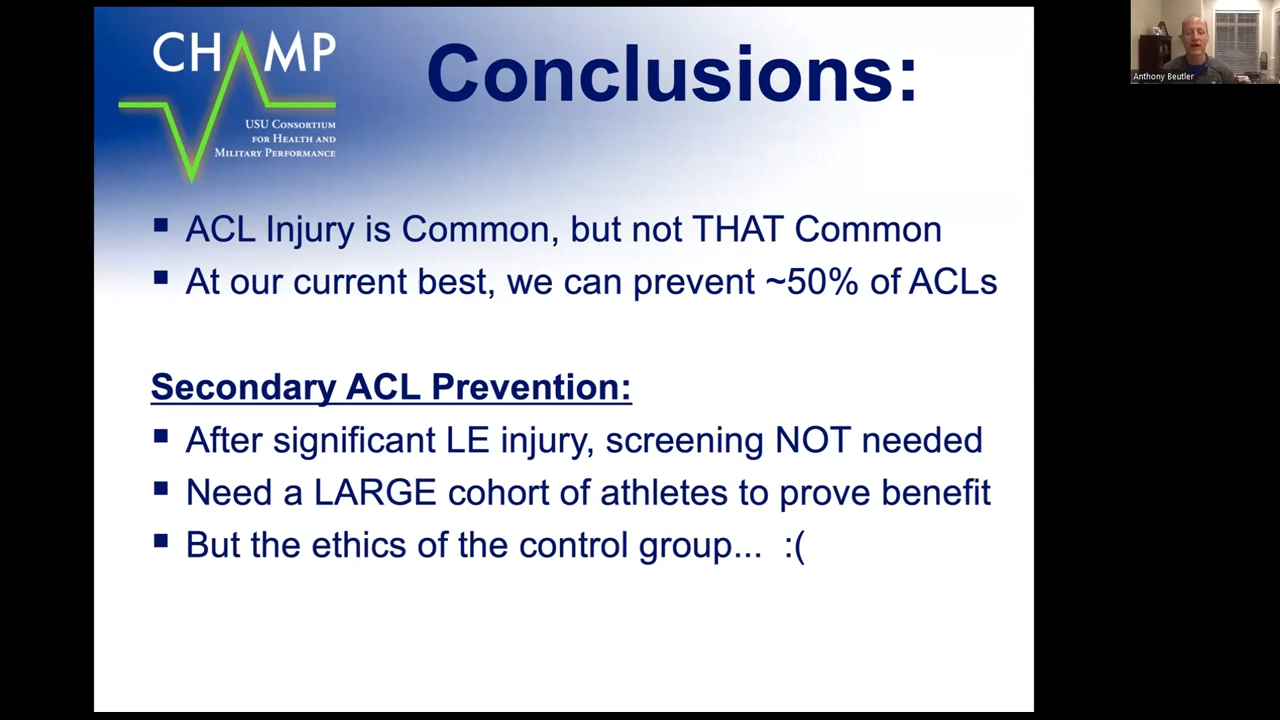 CHAMP
USU CONSORTIUM
FOR HEALTH AND
MILITARY PERFORMANCE
Conclusions:
ACL Injury is Common, but not THAT Common
At our current best, we can prevent ~50% of ACLs
Secondary ACL Prevention:
After significant LE injury, screening NOT needed
Need a LARGE cohort of athletes to prove benefit
But the ethics of the control group... :(
Anthony Beutler